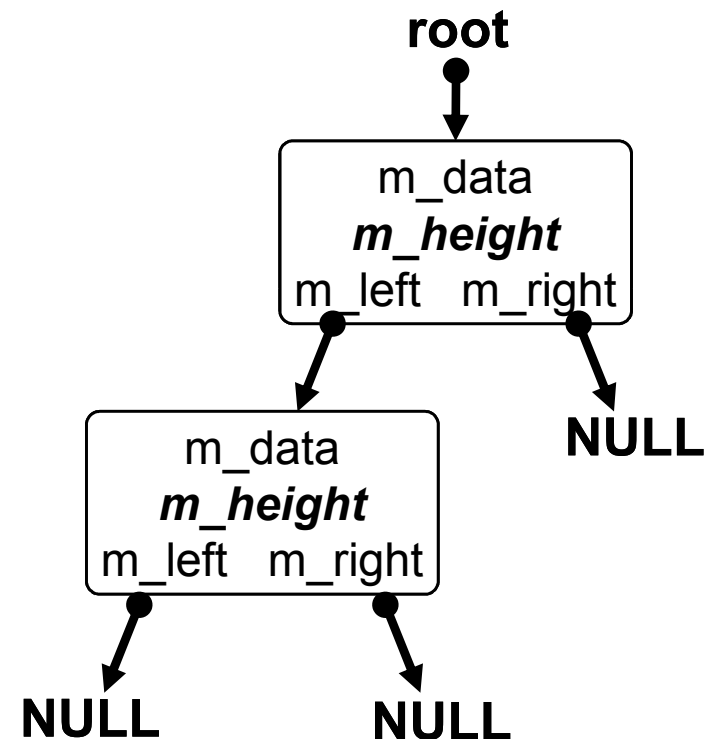 root
m_data
m_height
m_left m_right
NULL
m_data
m_height
m_left m_right
NULL NULL